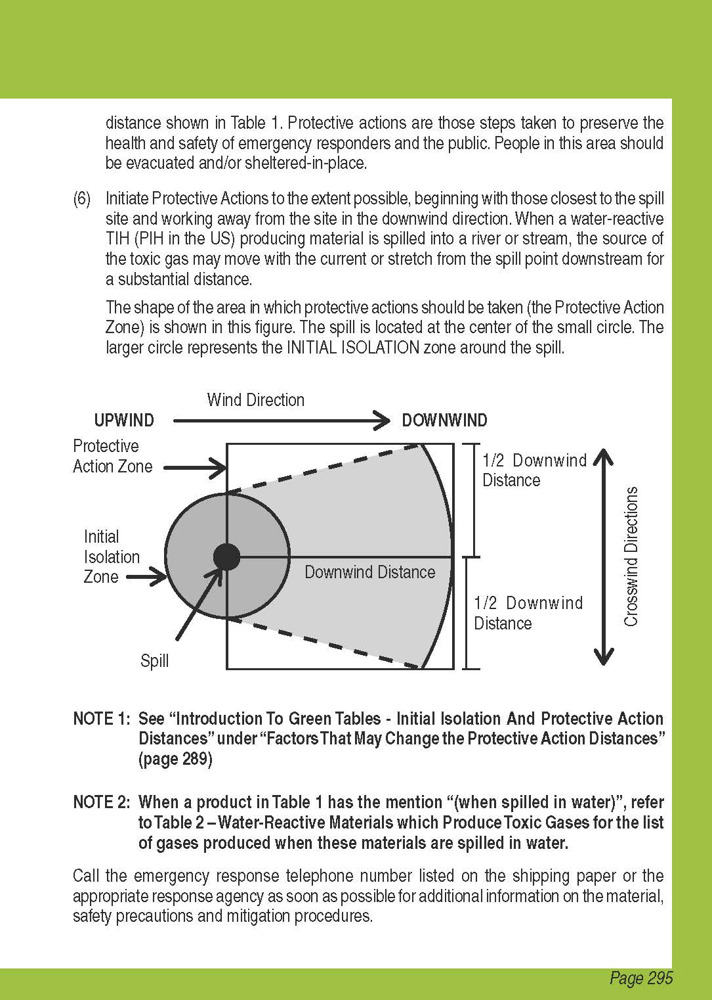 distance shown in Table 1. Protective actions are those steps taken to preserve the
health and safety of emergency responders and the public. People in this area should
be evacuated and/or sheltered-in-place.
(6) Initiate Protective Actions to the extent possible, beginning with those closest to the spill
site and working away from the site in the downwind direction. When a water-reactive
TIH (PIH in the US) producing material is spilled into a river or stream, the source of
the toxic gas may move with the current or stretch from the spill point downstream for
a substantial distance.
The shape of the area in which protective actions should be taken (the Protective Action
Zone) is shown in this figure. The spill is located at the center of the small circle. The
larger circle represents the INITIAL ISOLATION zone around the spill.
Wind Direction
UPWIND
DOWNWIND
Protective
Action Zone
1/2 Downwind
Distance
Initial
Isolation
Zone
Downwind Distance
Crosswind Directions
1/2 Downwind
Distance
Spill
NOTE 1: See “Introduction To Green Tables - Initial Isolation And Protective Action
Distances” under “Factors That May Change the Protective Action Distances”
(page 289)
NOTE 2: When a product in Table 1 has the mention “(when spilled in water)”, refer
to Table 2 – Water-Reactive Materials which Produce Toxic Gases for the list
of gases produced when these materials are spilled in water.
Call the emergency response telephone number listed on the shipping paper or the
appropriate response agency as soon as possible for additional information on the material,
safety precautions and mitigation procedures.
Page 295